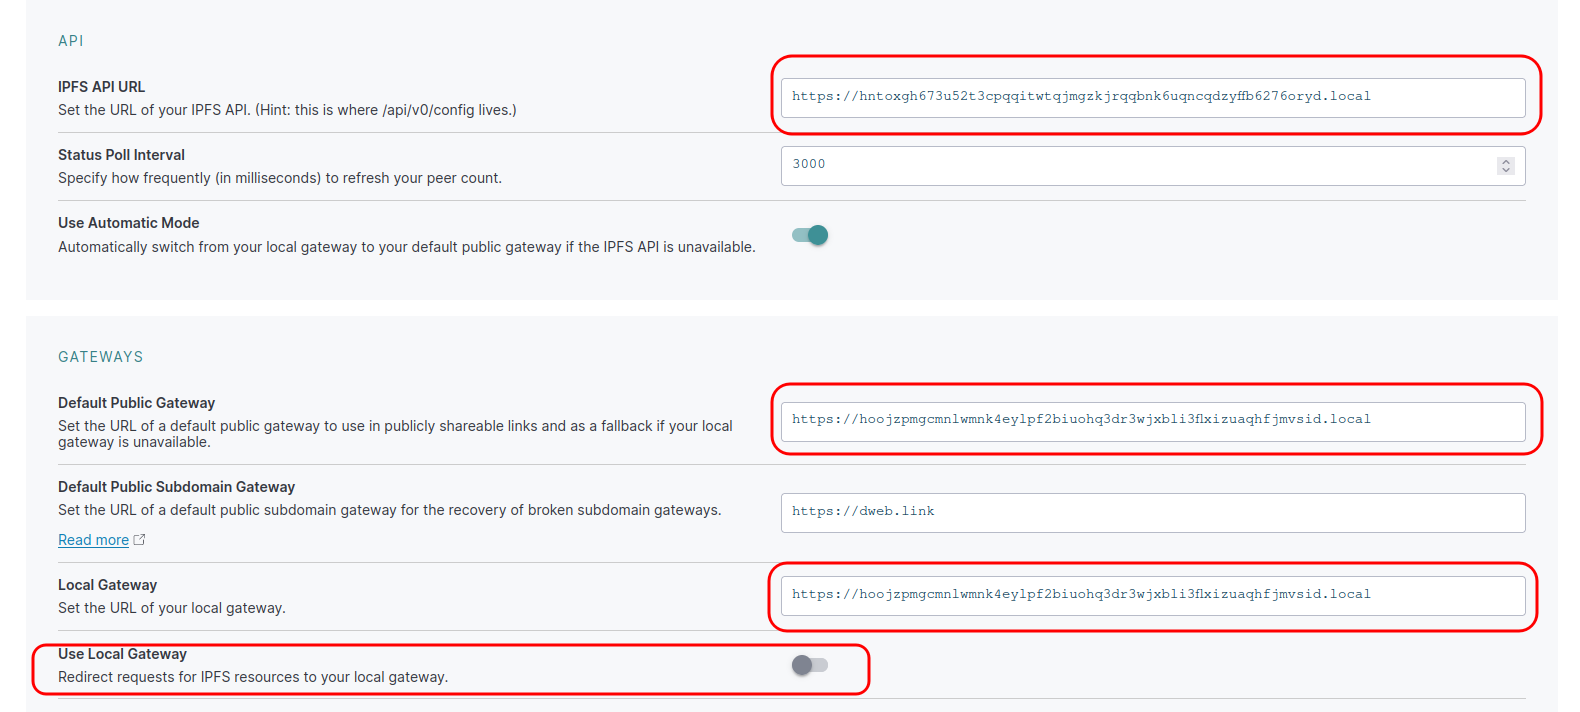 API
IPFS API URL
Set the URL of your IPFS API. (Hint: this is where /api/v0/config lives.)
https://hntoxgh673u52t3cpqqitwtqjmgzkjrqqbnk6uqncqdzyffb6276oryd.local
Status Poll Interval
Specify how frequently (in milliseconds) to refresh your peer count.
3000
Use Automatic Mode
Automatically switch from your local gateway to your default public gateway if the IPFS API is unavailable.
GATEWAYS
Default Public Gateway
Set the URL of a default public gateway to use in publicly shareable links and as a fallback if your local
gateway is unavailable.
https://hoojzpmgcmnlwmnk4eylpf2biuohq3dr3wjxbli3flxizuaqhfjmvsid.local
Default Public Subdomain Gateway
Set the URL of a default public subdomain gateway for the recovery of broken subdomain gateways.
Read more
https://dweb.link
Local Gateway
Set the URL of your local gateway.
https://hoojzpmgcmnlwmnk4eylpf2biuohq3dr3wjxbli3flxizuaqhfjmvsid.local
Use Local Gateway
Redirect requests for IPFS resources to your local gateway.